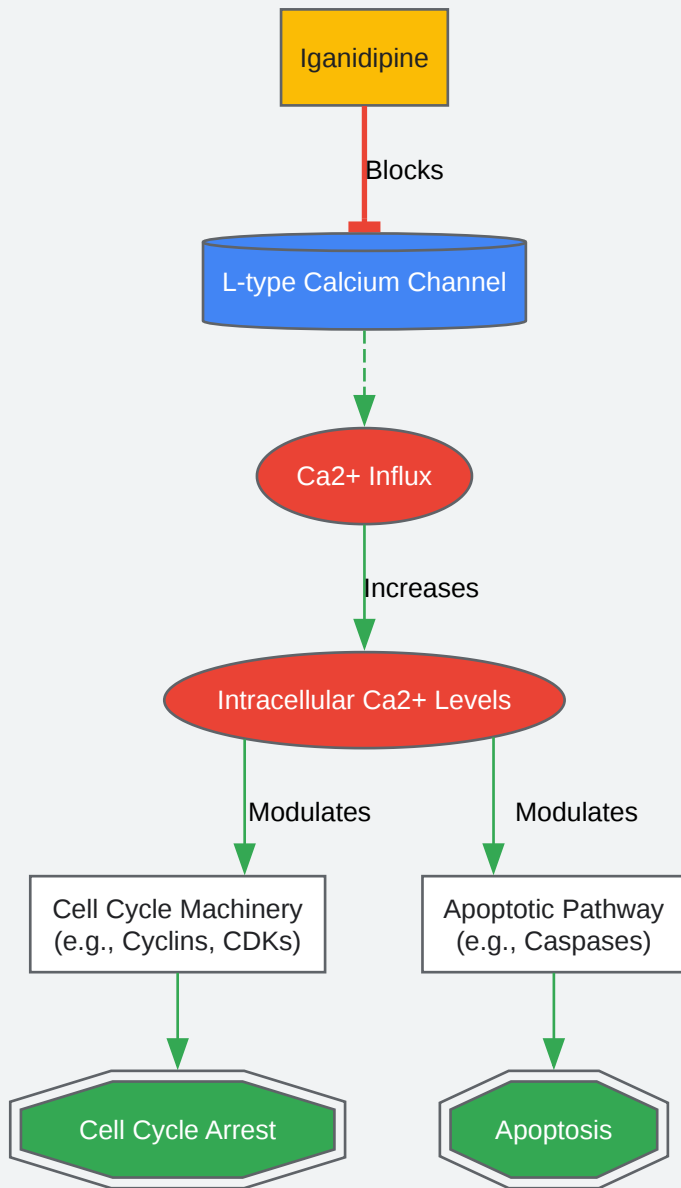 Iganidipine
Blocks
L-type Calcium Channel
Ca2+ Influx
Increases
Intracellular Ca2+ Levels
Modulates
Modulates
Cell Cycle Machinery
(e.g., Cyclins, CDKs)
Apoptotic Pathway
(e.g., Caspases)
Cell Cycle Arrest
Apoptosis